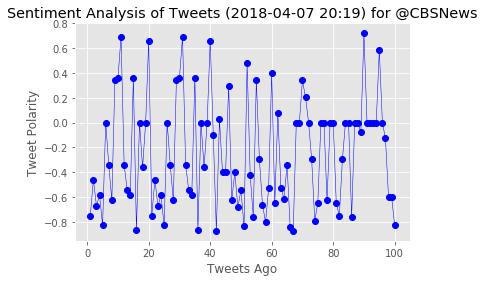 Sentiment Analysis of Tweets (2018-04-07 20:19) for @CBSNews
0.8
0.6
0.4
0.2
0.0
−0.2
−0.4
−0.6
−0.8
Tweet Polarity
0 20 40 60 80 100
Tweets Ago